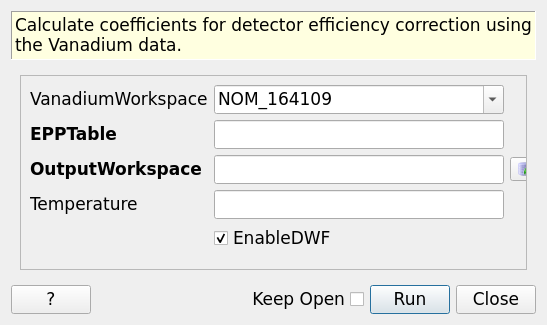 Calculate coefficients for detector efficiency correction using
the Vanadium data.
VanadiumWorkspace NOM_164109
EPPTable
OutputWorkspace
Temperature
EnableDWF
? Keep Open Run Close